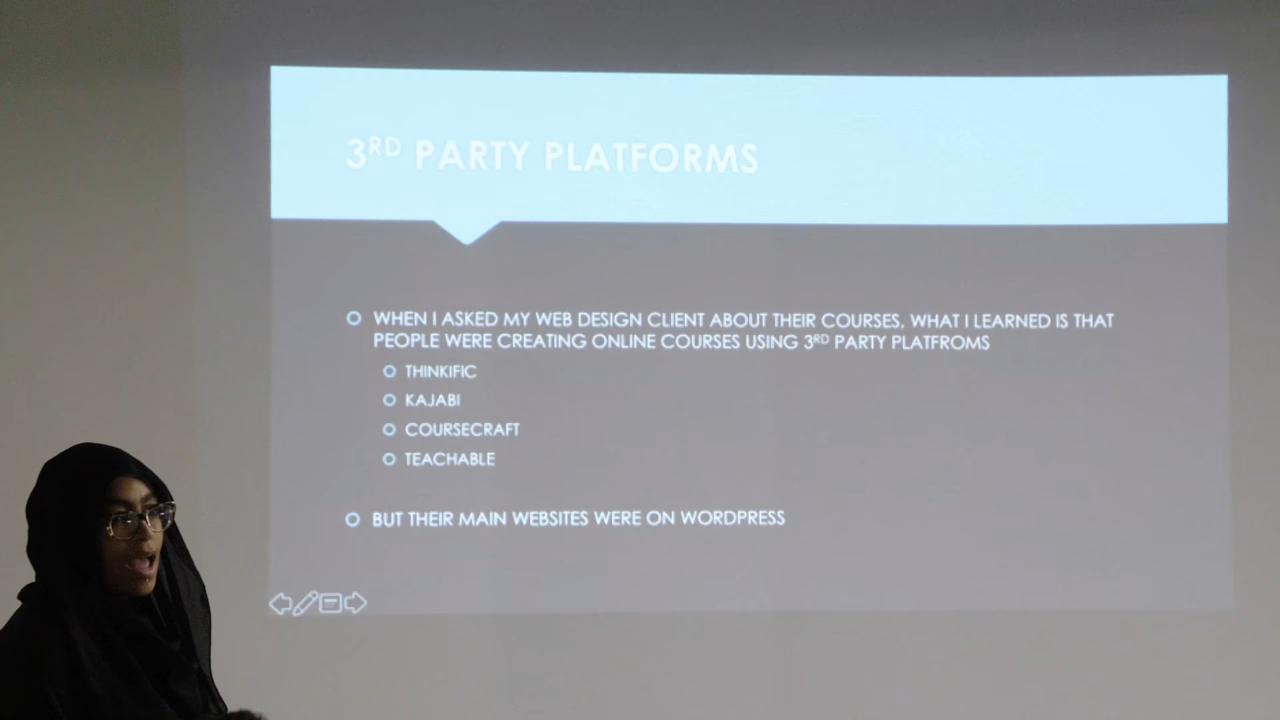 3RD PARTY PLATFORMS
WHEN I ASKED MY WEB DESIGN CLIENT ABOUT THEIR COURSES, WHAT I LEARNED IS THAT
PEOPLE WERE CREATING ONLINE COURSES USING 3RD PARTY PLATFROMS
THINKIFIC
KAJABI
COURSECRAFT
TEACHABLE
BUT THEIR MAIN WEBSITES WERE ON WORDPRESS